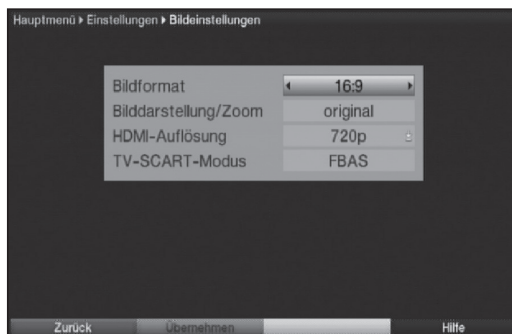 Hauptmenü ▸ Einstellungen ▸ Bildeinstellungen
Bildformat 16:9
Bilddarstellung/Zoom original
HDMI-Auflösung 720p
TV-SCART-Modus FBAS
Zurück Übernehmen Hilfe